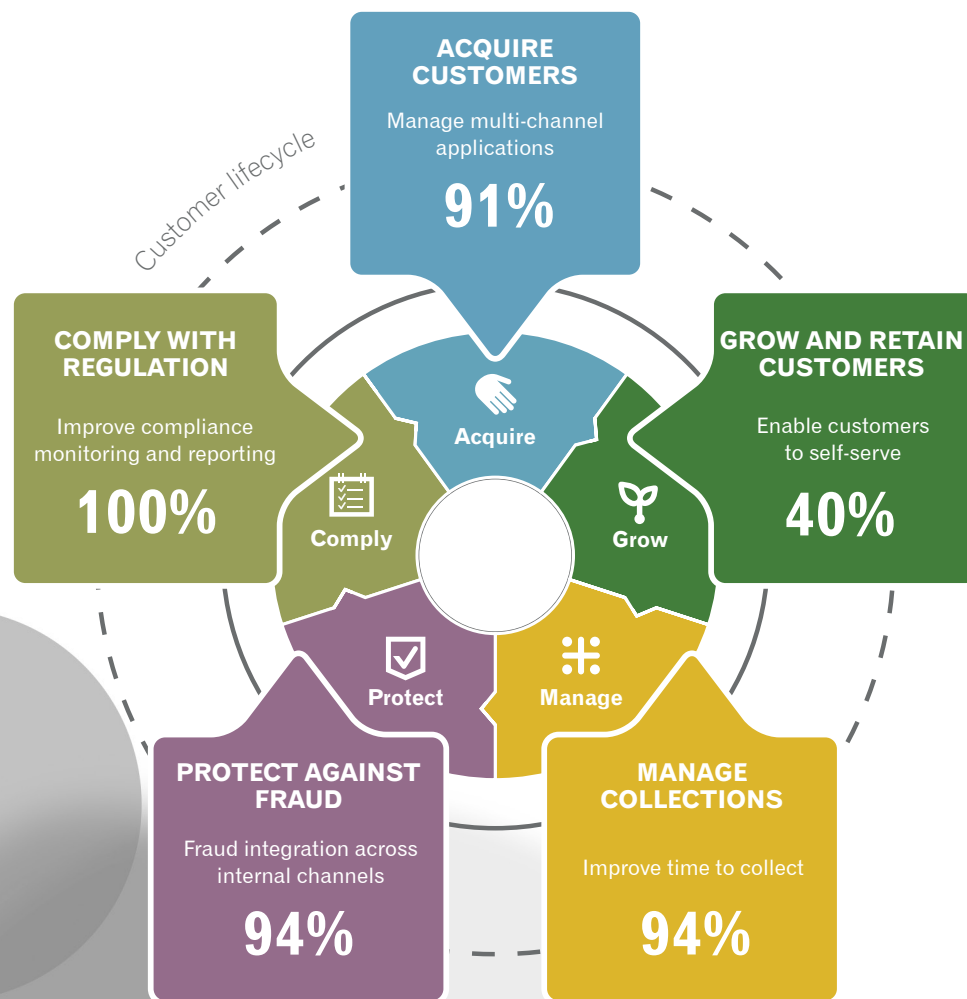 ACQUIRE
CUSTOMERS
Manage multi-channel
applications
91%
Customer lifecycle
COMPLY WITH
REGULATION
Improve compliance
monitoring and reporting
100%
GROW AND RETAIN
CUSTOMERS
Enable customers
to self-serve
40%
Acquire
Comply
Grow
Protect
Manage
PROTECT AGAINST
FRAUD
Fraud integration across
internal channels
94%
MANAGE
COLLECTIONS
Improve time to collect
94%